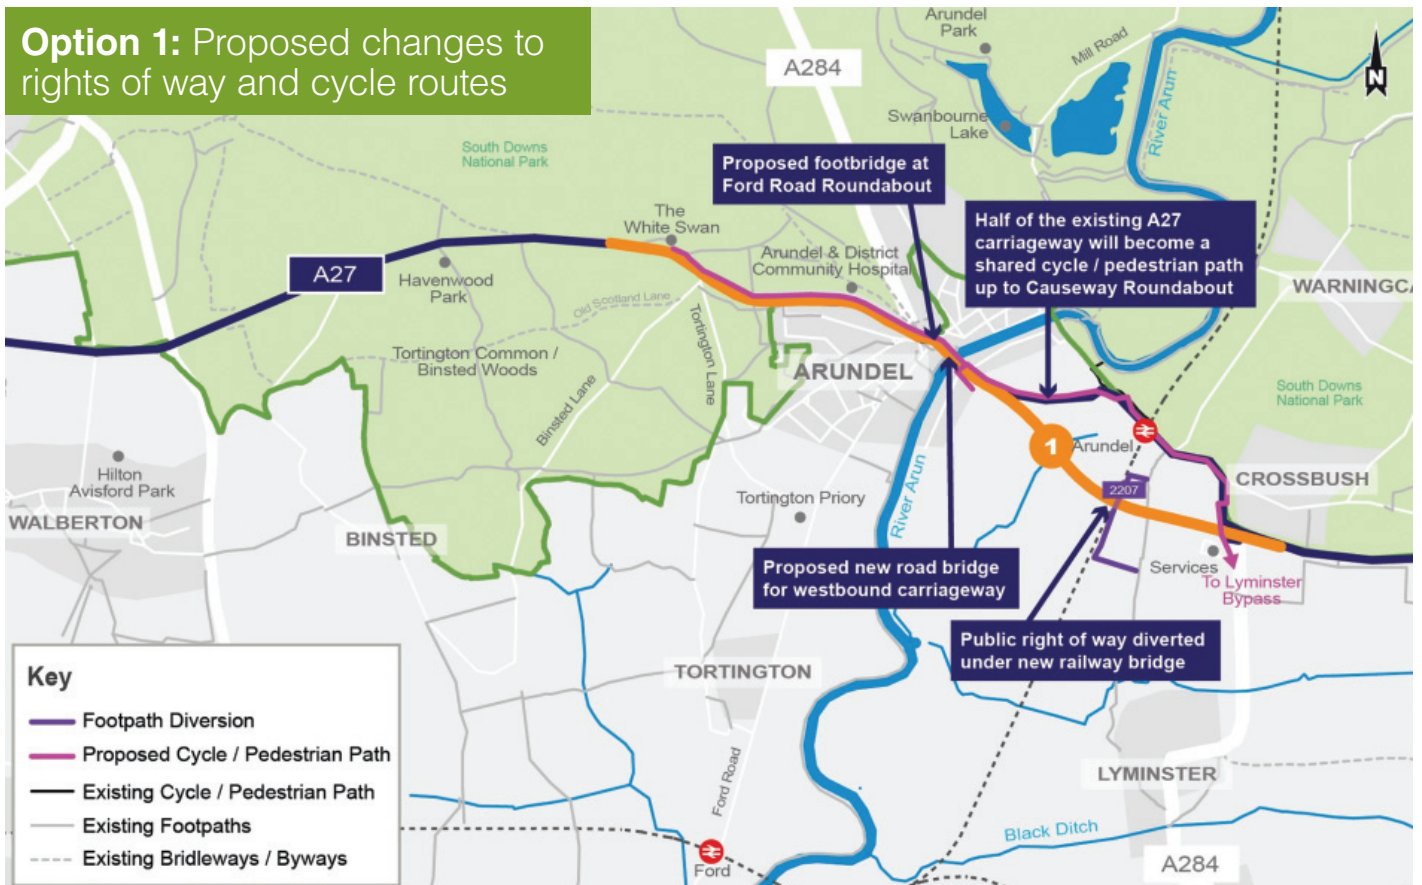 Option 1: Proposed changes to
rights of way and cycle routes
Arundel
Park
Mill Road
A284
N
Swanbourne
Lake
River Arun
South Downs
National Park
Proposed footbridge at
Ford Road Roundabout
The
White Swan
Half of the existing A27
carriageway will become a
shared cycle / pedestrian path
up to Causeway Roundabout
Arundel & District
Community Hospital
A27
Havenwood
Park
WARNINGCA
Old Scotland Lane
Tortington Lane
Tortington Common /
Binsted Woods
ARUNDEL
South Downs
National Park
Binsted Lane
1
Arundel
Hilton
Avisford Park
CROSSBUSH
River Arun
2207
Tortington Priory
WALBERTON
BINSTED
Proposed new road bridge
for westbound carriageway
Services
To Lyminster
Bypass
Public right of way diverted
under new railway bridge
TORTINGTON
Key
Footpath Diversion
Proposed Cycle / Pedestrian Path
Existing Cycle / Pedestrian Path
Existing Footpaths
Existing Bridleways / Byways
Ford Road
LYMINSTER
Black Ditch
A284
Ford